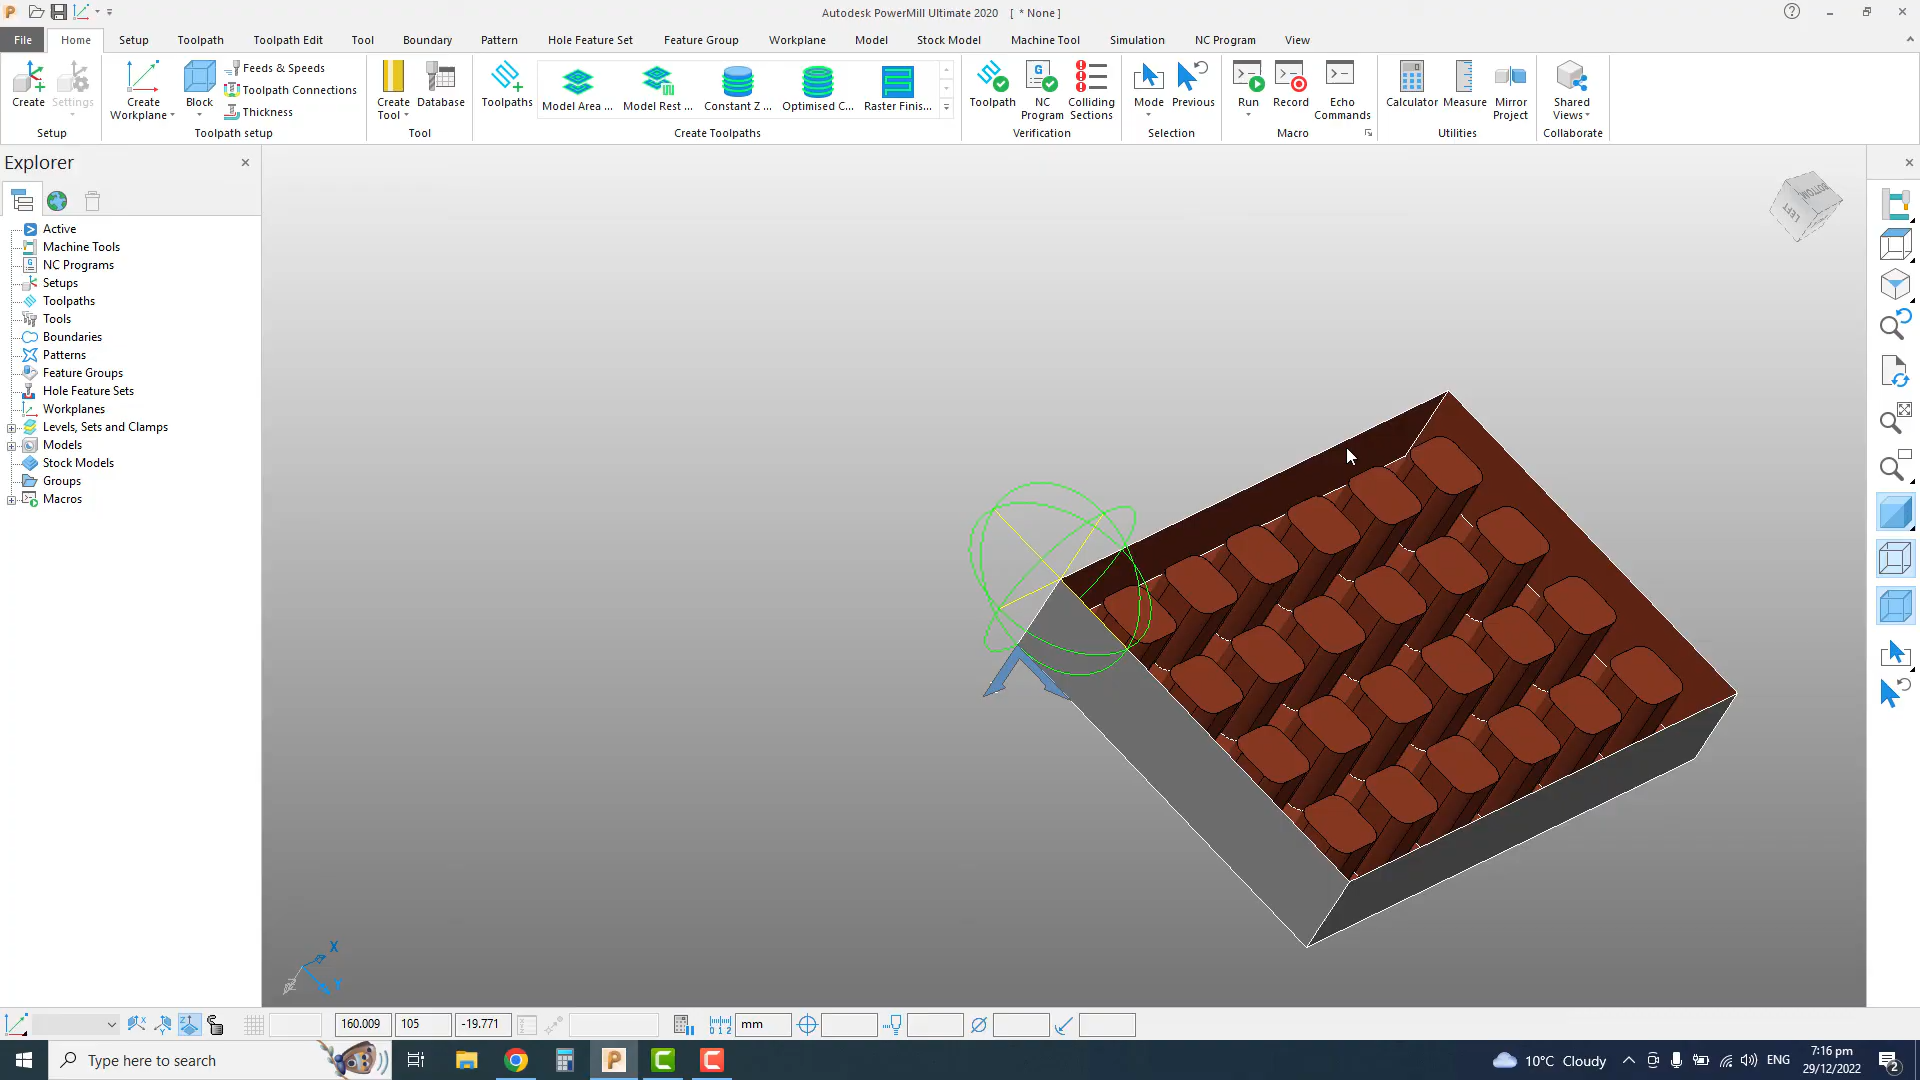 Autodesk PowerMill Ultimate 2020 [ * None ]
File Home Setup Toolpath Toolpath Edit Tool Boundary Pattern Hole Feature Set Feature Group Workplane Model Stock Model Machine Tool Simulation NC Program View
Create
Settings
Setup
Create Workplane
Block
Feeds & Speeds
Toolpath Connections
Thickness
Toolpath setup
Create Tool
Database
Tool
Toolpaths
Model Area ...
Model Rest ...
Constant Z ...
Optimised C...
Raster Finis...
Create Toolpaths
Toolpath
NC Program
Colliding Sections
Verification
Mode
Previous
Selection
Run
Record
Echo Commands
Macro
Calculator
Measure
Mirror Project
Utilities
Shared Views
Collaborate
Explorer
Active
Machine Tools
NC Programs
Setups
Toolpaths
Tools
Boundaries
Patterns
Feature Groups
Hole Feature Sets
Workplanes
Levels, Sets and Clamps
Models
Stock Models
Groups
Macros
BOTTOM
LEFT
X
Y
Z
160.009 105 -19.771 mm
Type here to search
10°C Cloudy
ENG
7:16 pm
29/12/2022
2